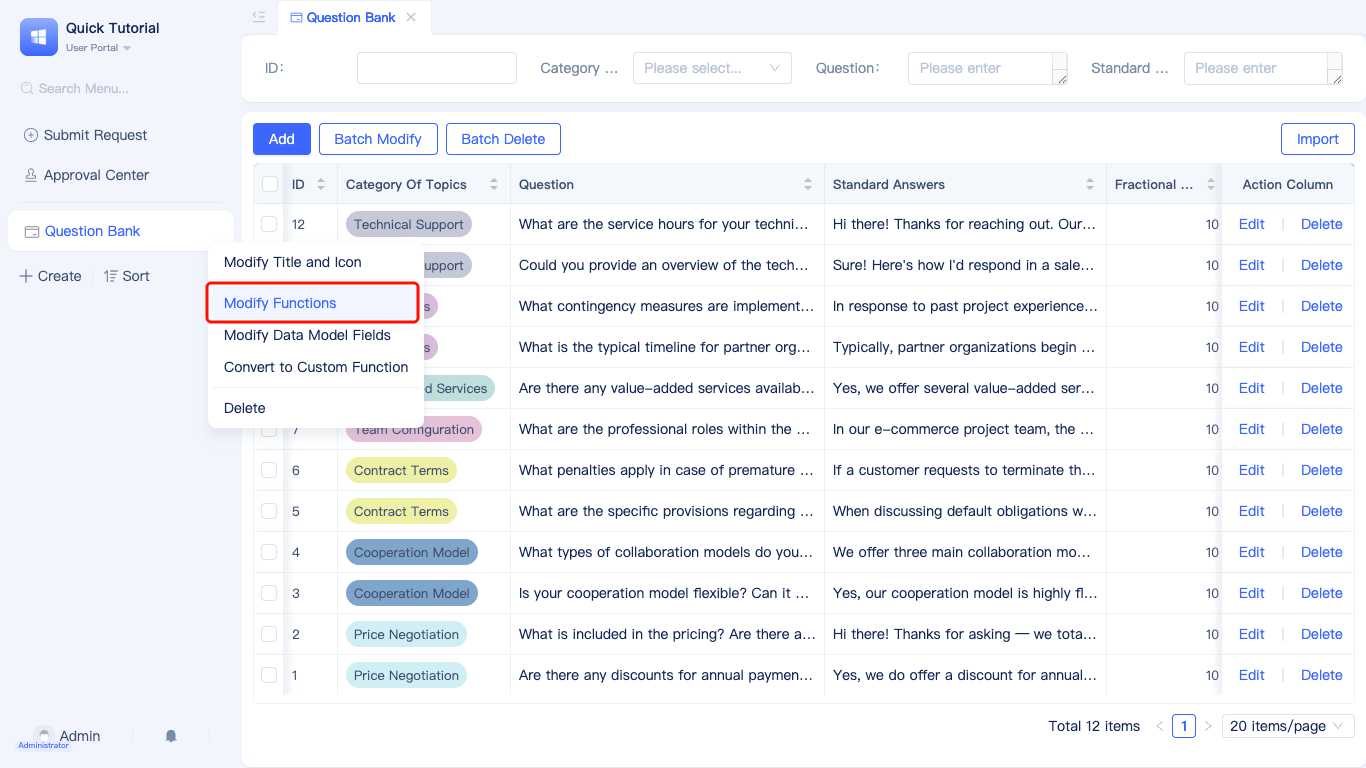 Quick Tutorial
User Portal
Search Menu...
Submit Request
Approval Center
Question Bank
Create
Sort
Modify Title and Icon
Modify Functions
Modify Data Model Fields
Convert to Custom Function
Delete
Admin
Administrator
Question Bank
ID:
Category ...
Please select...
Question:
Please enter
Standard ...
Please enter
Add
Batch Modify
Batch Delete
Import
ID Category Of Topics Question Standard Answers Fractional ... Action Column
12 Technical Support What are the service hours for your techni... Hi there! Thanks for reaching out. Our... 10 Edit Delete
upport Could you provide an overview of the tech... Sure! Here's how I'd respond in a sale... 10 Edit Delete
s What contingency measures are implement... In response to past project experience... 10 Edit Delete
s What is the typical timeline for partner org... Typically, partner organizations begin ... 10 Edit Delete
d Services Are there any value-added services availab... Yes, we offer several value-added ser... 10 Edit Delete
7 Team Configuration What are the professional roles within the ... In our e-commerce project team, the ... 10 Edit Delete
6 Contract Terms What penalties apply in case of premature ... If a customer requests to terminate th... 10 Edit Delete
5 Contract Terms What are the specific provisions regarding ... When discussing default obligations w... 10 Edit Delete
4 Cooperation Model What types of collaboration models do you... We offer three main collaboration mo... 10 Edit Delete
3 Cooperation Model Is your cooperation model flexible? Can it ... Yes, our cooperation model is highly fl... 10 Edit Delete
2 Price Negotiation What is included in the pricing? Are there a... Hi there! Thanks for asking — we tota... 10 Edit Delete
1 Price Negotiation Are there any discounts for annual paymen... Yes, we do offer a discount for annual... 10 Edit Delete
Total 12 items
1
20 items/page